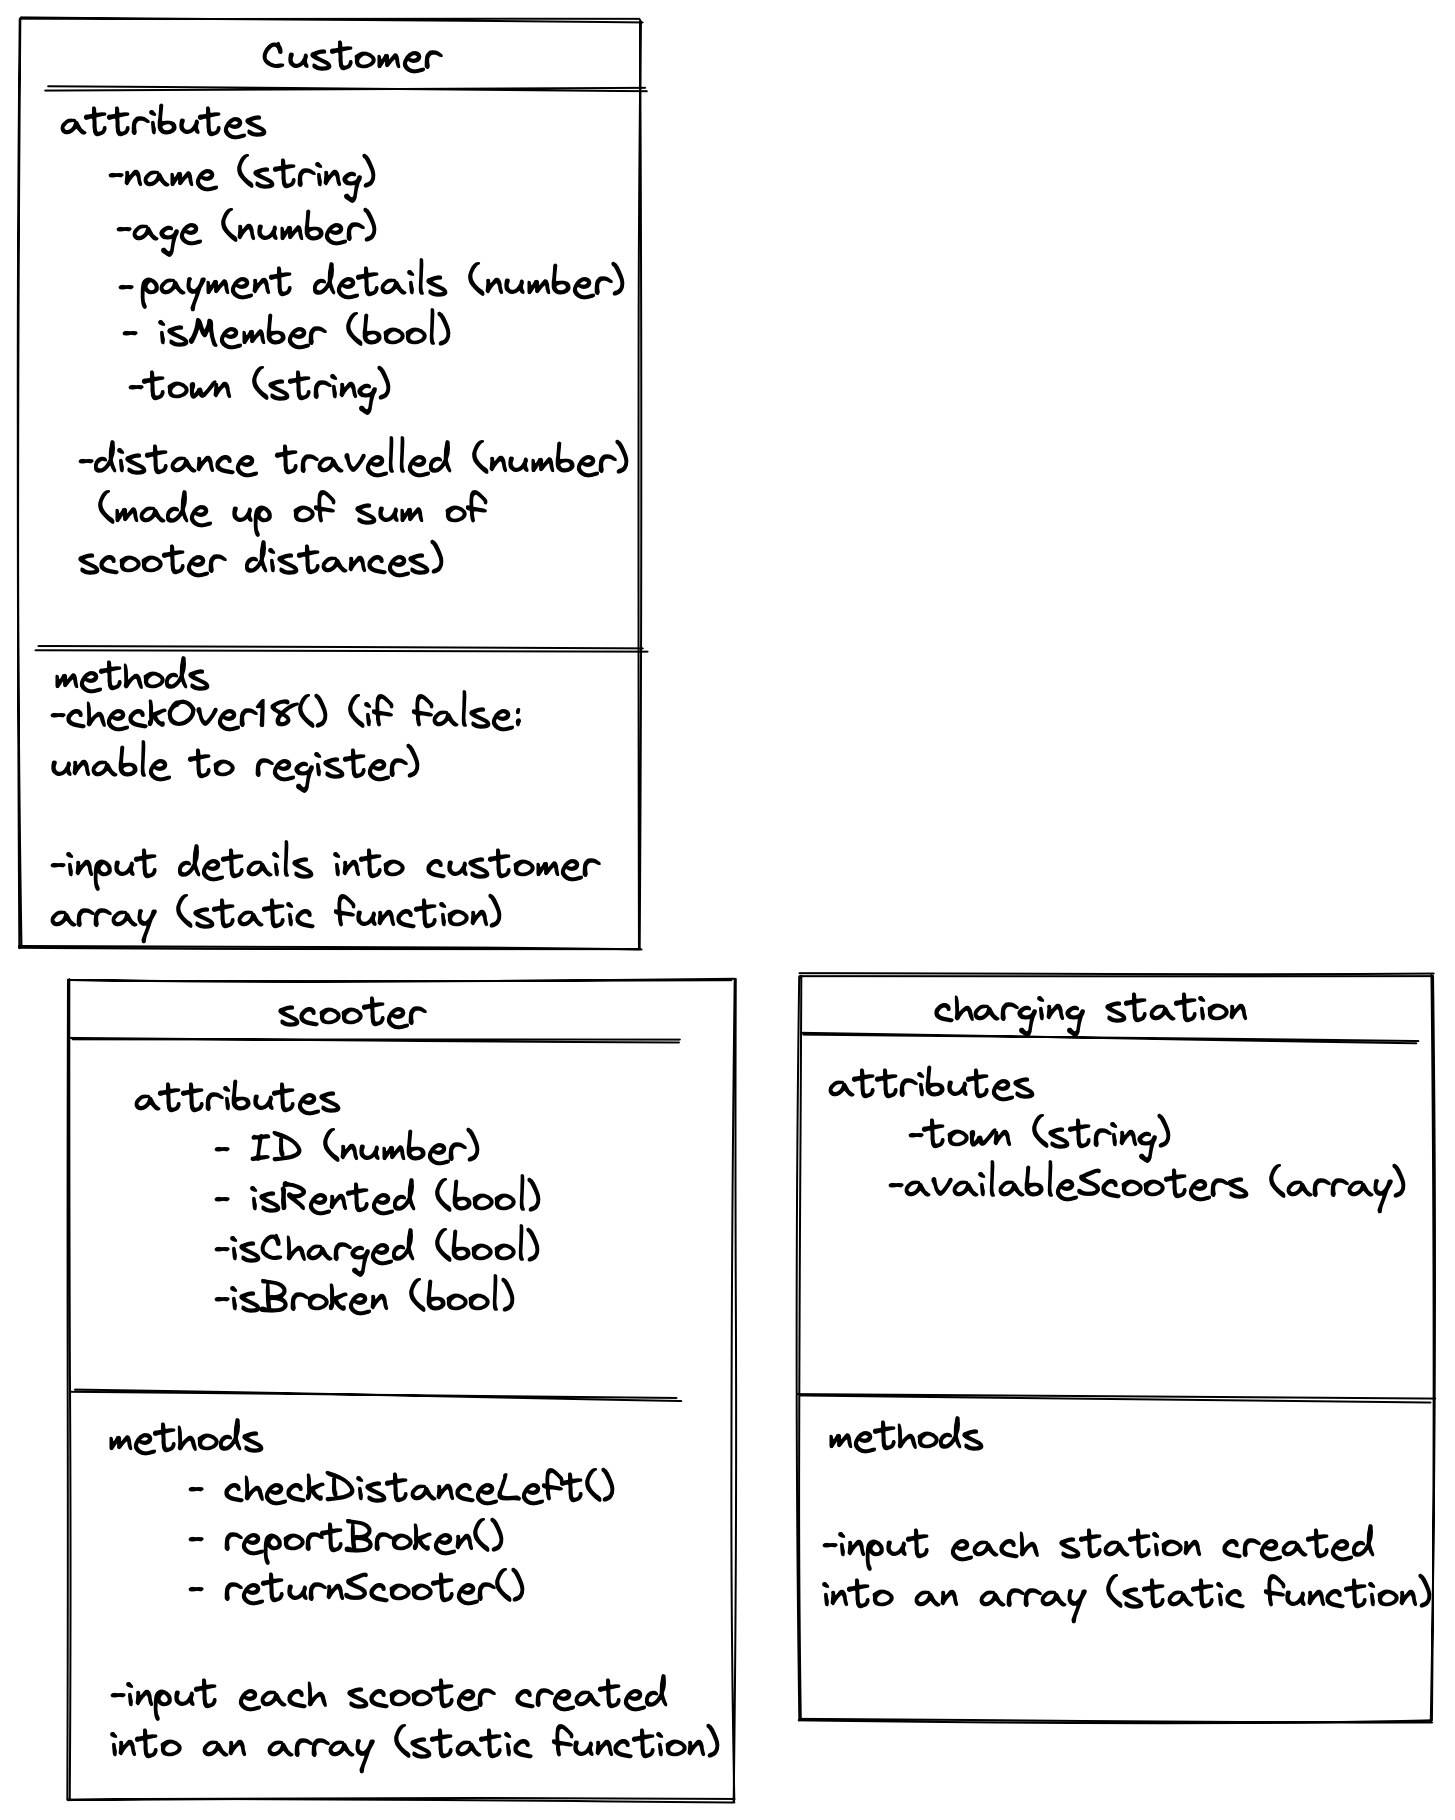 Customer
attributes
-name (string)
-age (number)
-payment details (number)
- isMember (bool)
-town (string)
-distance travelled (number)
(made up of sum of
scooter distances)
methods
-checkOver18() (if false:
unable to register)
-input details into customer
array (static function)
scooter
attributes
- ID (number)
- isRented (bool)
-isCharged (bool)
-isBroken (bool)
methods
- checkDistanceLeft()
- reportBroken()
- returnScooter()
-input each scooter created
into an array (static function)
charging station
attributes
-town (string)
-availableScooters (array)
methods
-input each station created
into an array (static function)